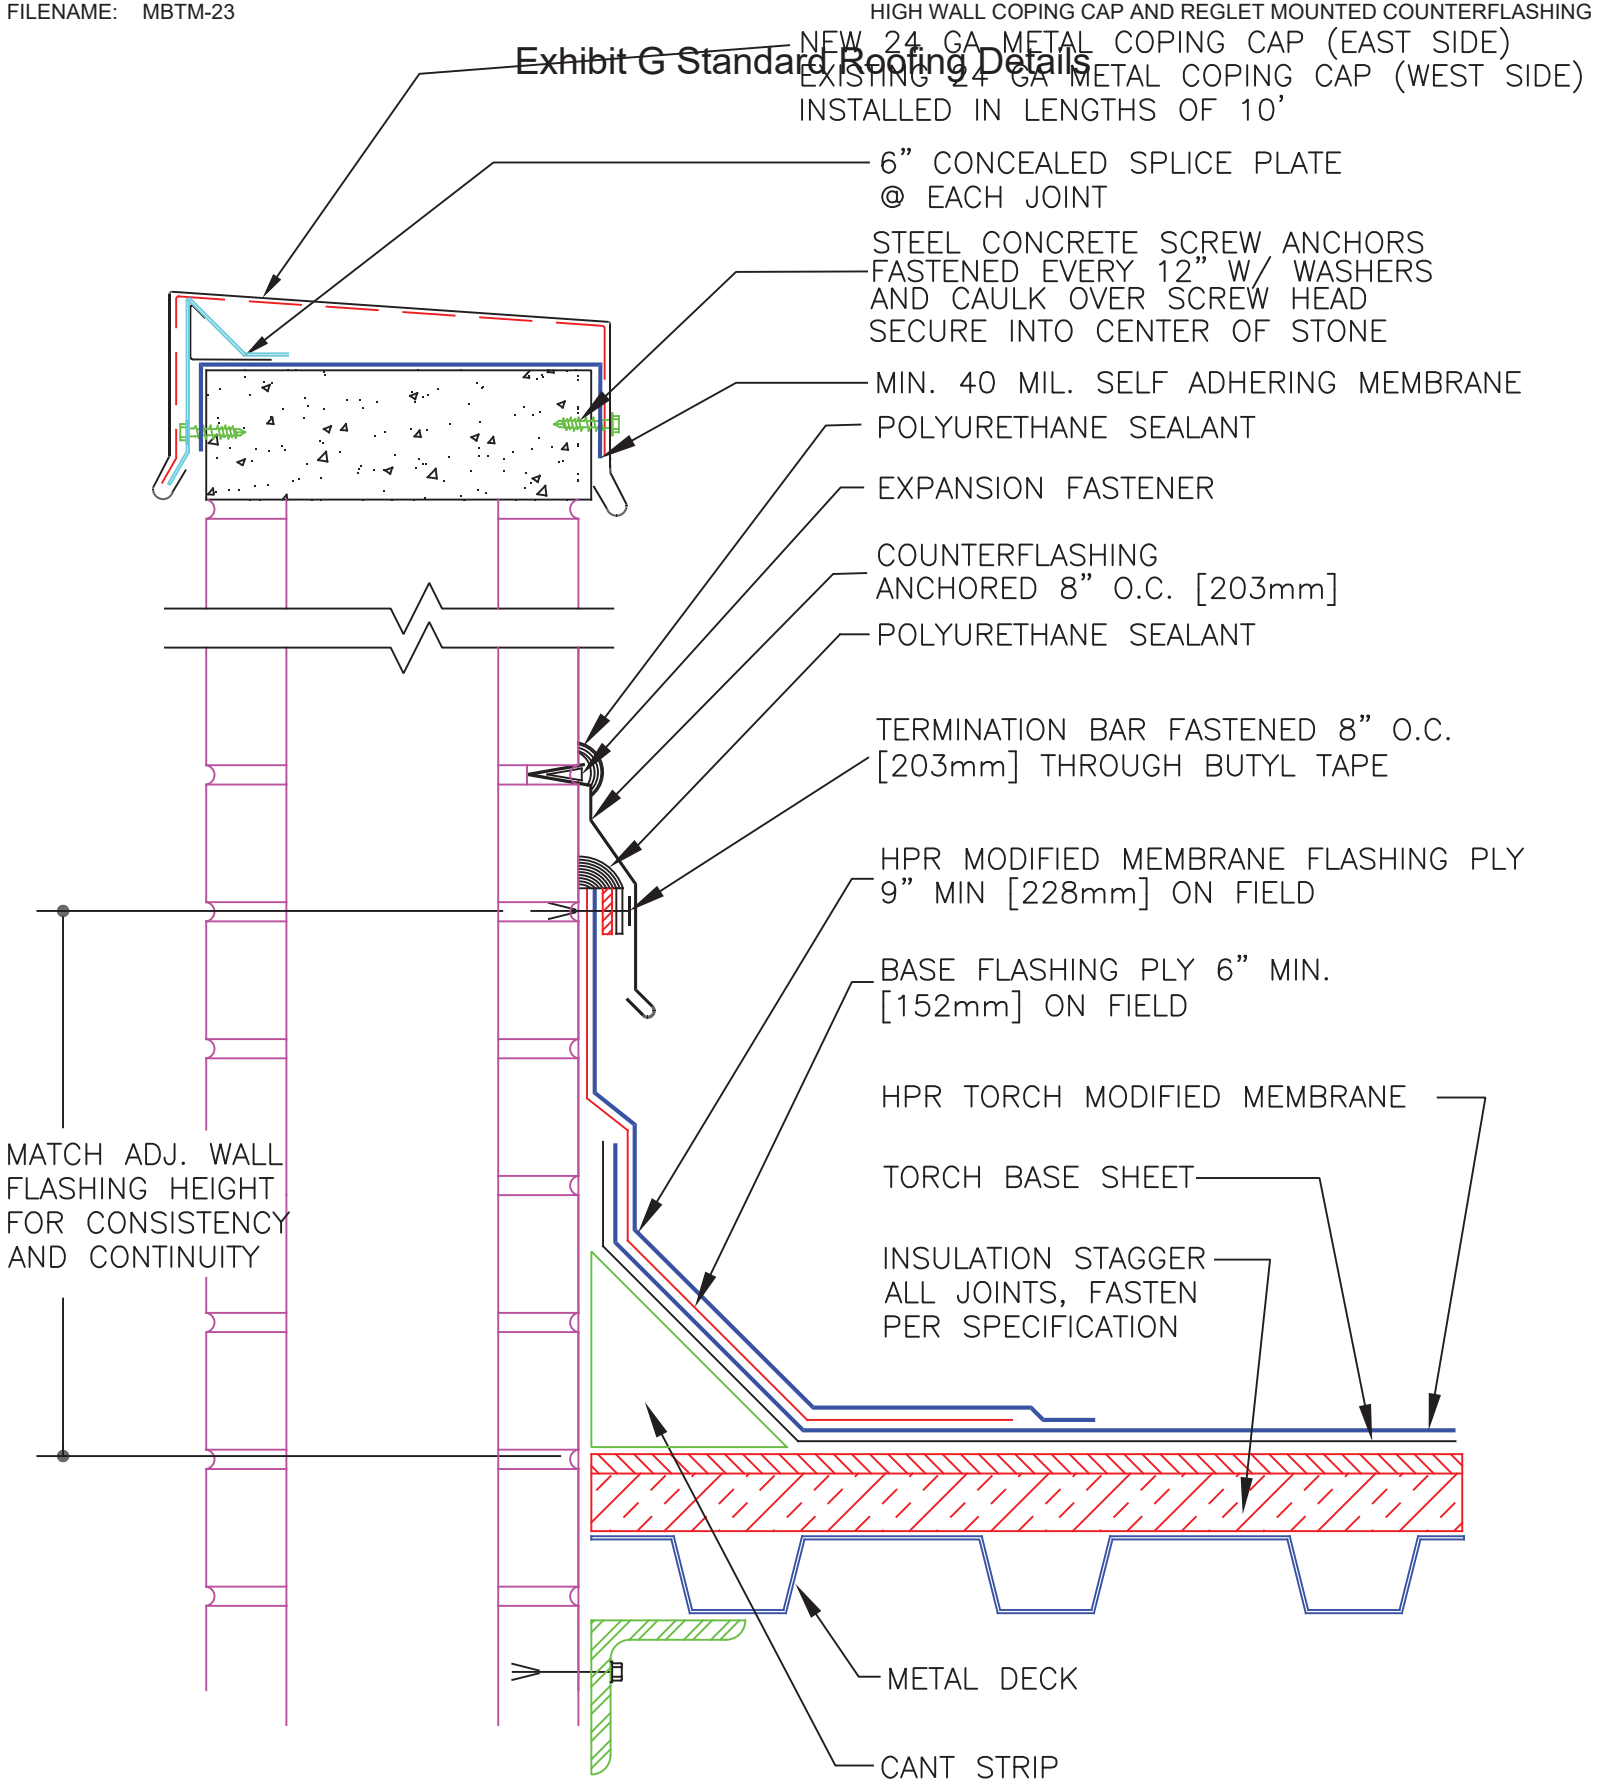 FILENAME: MBTM-23
HIGH WALL COPING CAP AND REGLET MOUNTED COUNTERFLASHING
Exhibit G Standard Roofing Details
NEW 24 GA METAL COPING CAP (EAST SIDE)
EXISTING 24 GA METAL COPING CAP (WEST SIDE)
INSTALLED IN LENGTHS OF 10'
6" CONCEALED SPLICE PLATE
@ EACH JOINT
STEEL CONCRETE SCREW ANCHORS
FASTENED EVERY 12" W/ WASHERS
AND CAULK OVER SCREW HEAD
SECURE INTO CENTER OF STONE
MIN. 40 MIL. SELF ADHERING MEMBRANE
POLYURETHANE SEALANT
EXPANSION FASTENER
COUNTERFLASHING
ANCHORED 8" O.C. [203mm]
POLYURETHANE SEALANT
TERMINATION BAR FASTENED 8" O.C.
[203mm] THROUGH BUTYL TAPE
HPR MODIFIED MEMBRANE FLASHING PLY
9" MIN [228mm] ON FIELD
BASE FLASHING PLY 6" MIN.
[152mm] ON FIELD
HPR TORCH MODIFIED MEMBRANE
TORCH BASE SHEET
INSULATION STAGGER
ALL JOINTS, FASTEN
PER SPECIFICATION
MATCH ADJ. WALL
FLASHING HEIGHT
FOR CONSISTENCY
AND CONTINUITY
METAL DECK
CANT STRIP